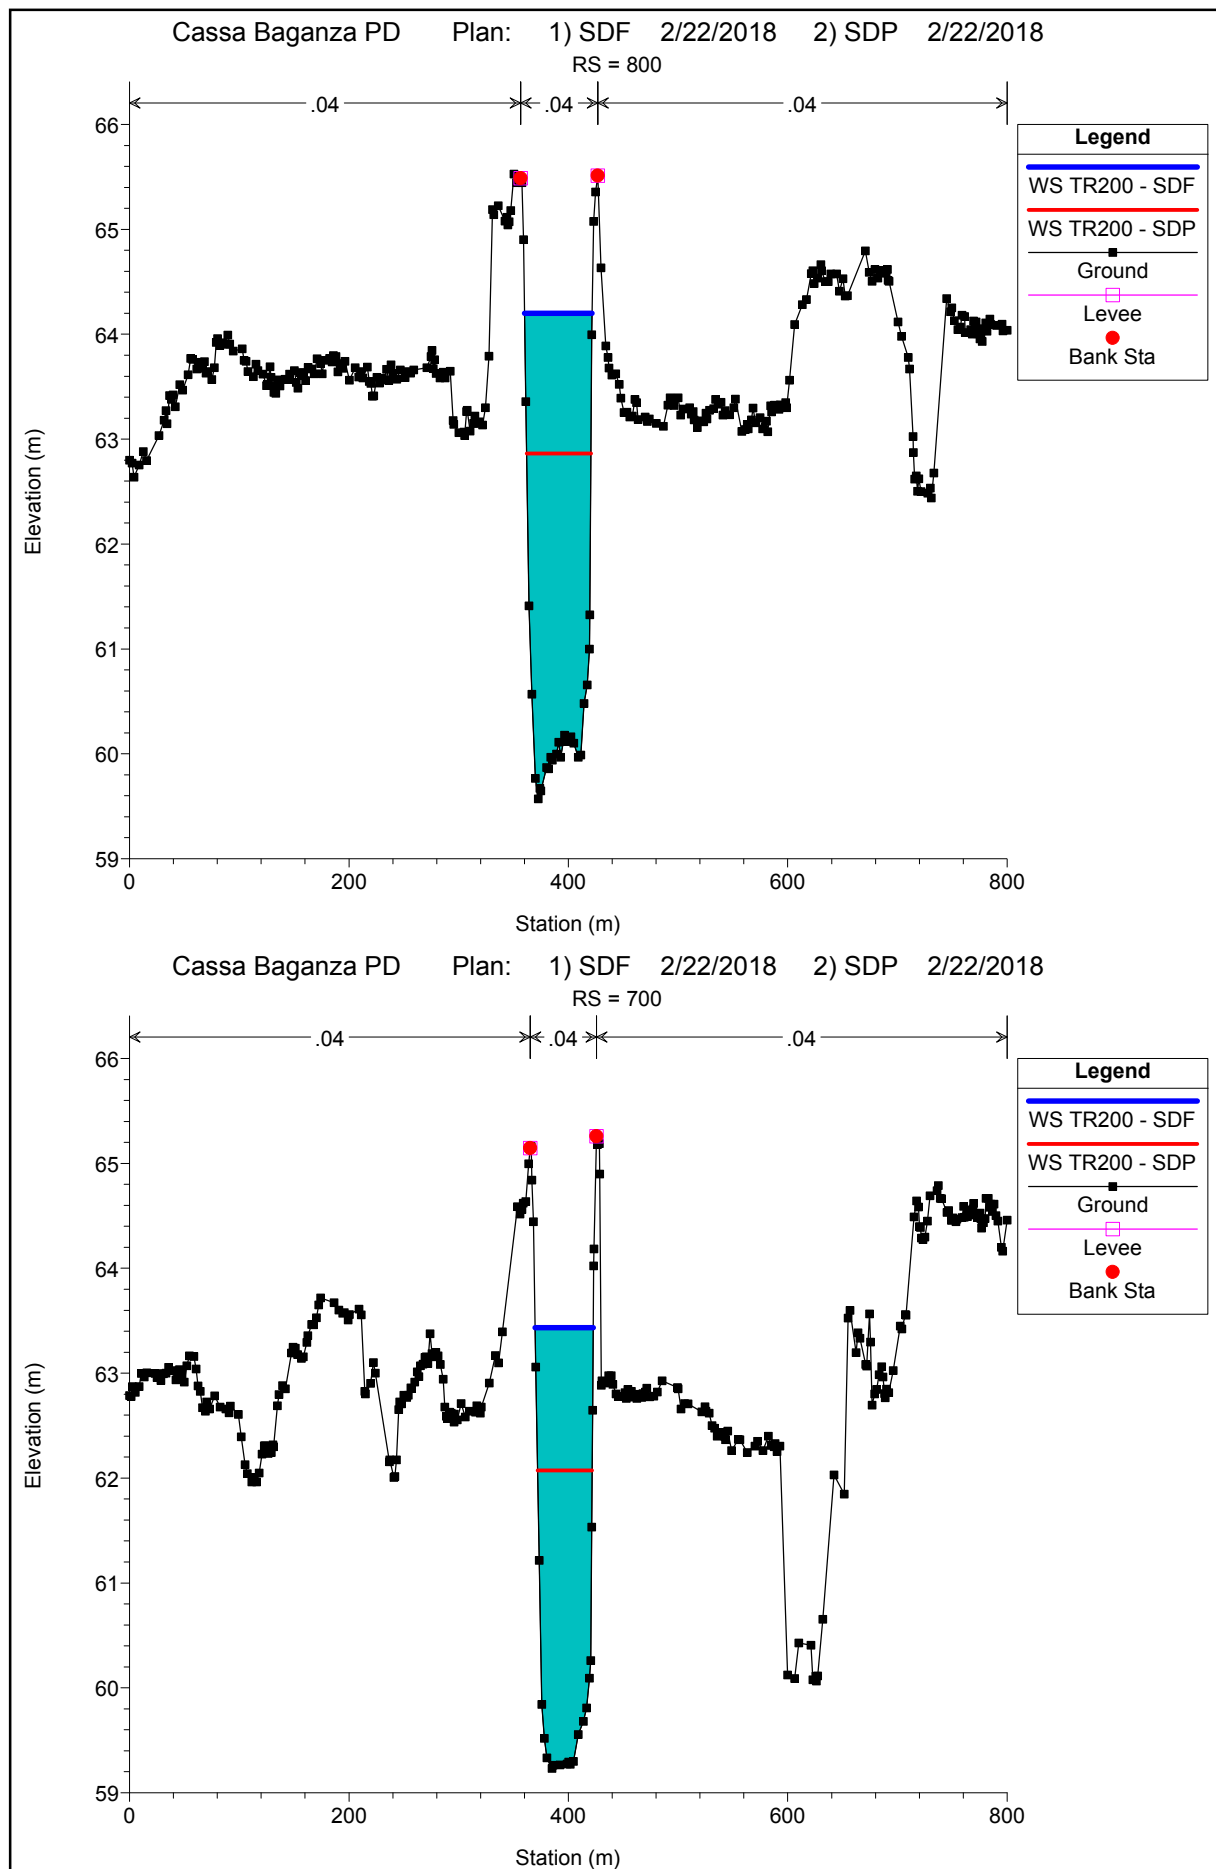 Cassa Baganza PD Plan: 1) SDF 2/22/2018 2) SDP 2/22/2018
RS = 800
.04 .04 .04
66
65
64
63
62
61
60
59
0 200 400 600 800
Station (m)
Elevation (m)
Legend
WS TR200 - SDF
WS TR200 - SDP
Ground
Levee
Bank Sta
Cassa Baganza PD Plan: 1) SDF 2/22/2018 2) SDP 2/22/2018
RS = 700
.04 .04 .04
66
65
64
63
62
61
60
59
0 200 400 600 800
Station (m)
Elevation (m)
Legend
WS TR200 - SDF
WS TR200 - SDP
Ground
Levee
Bank Sta